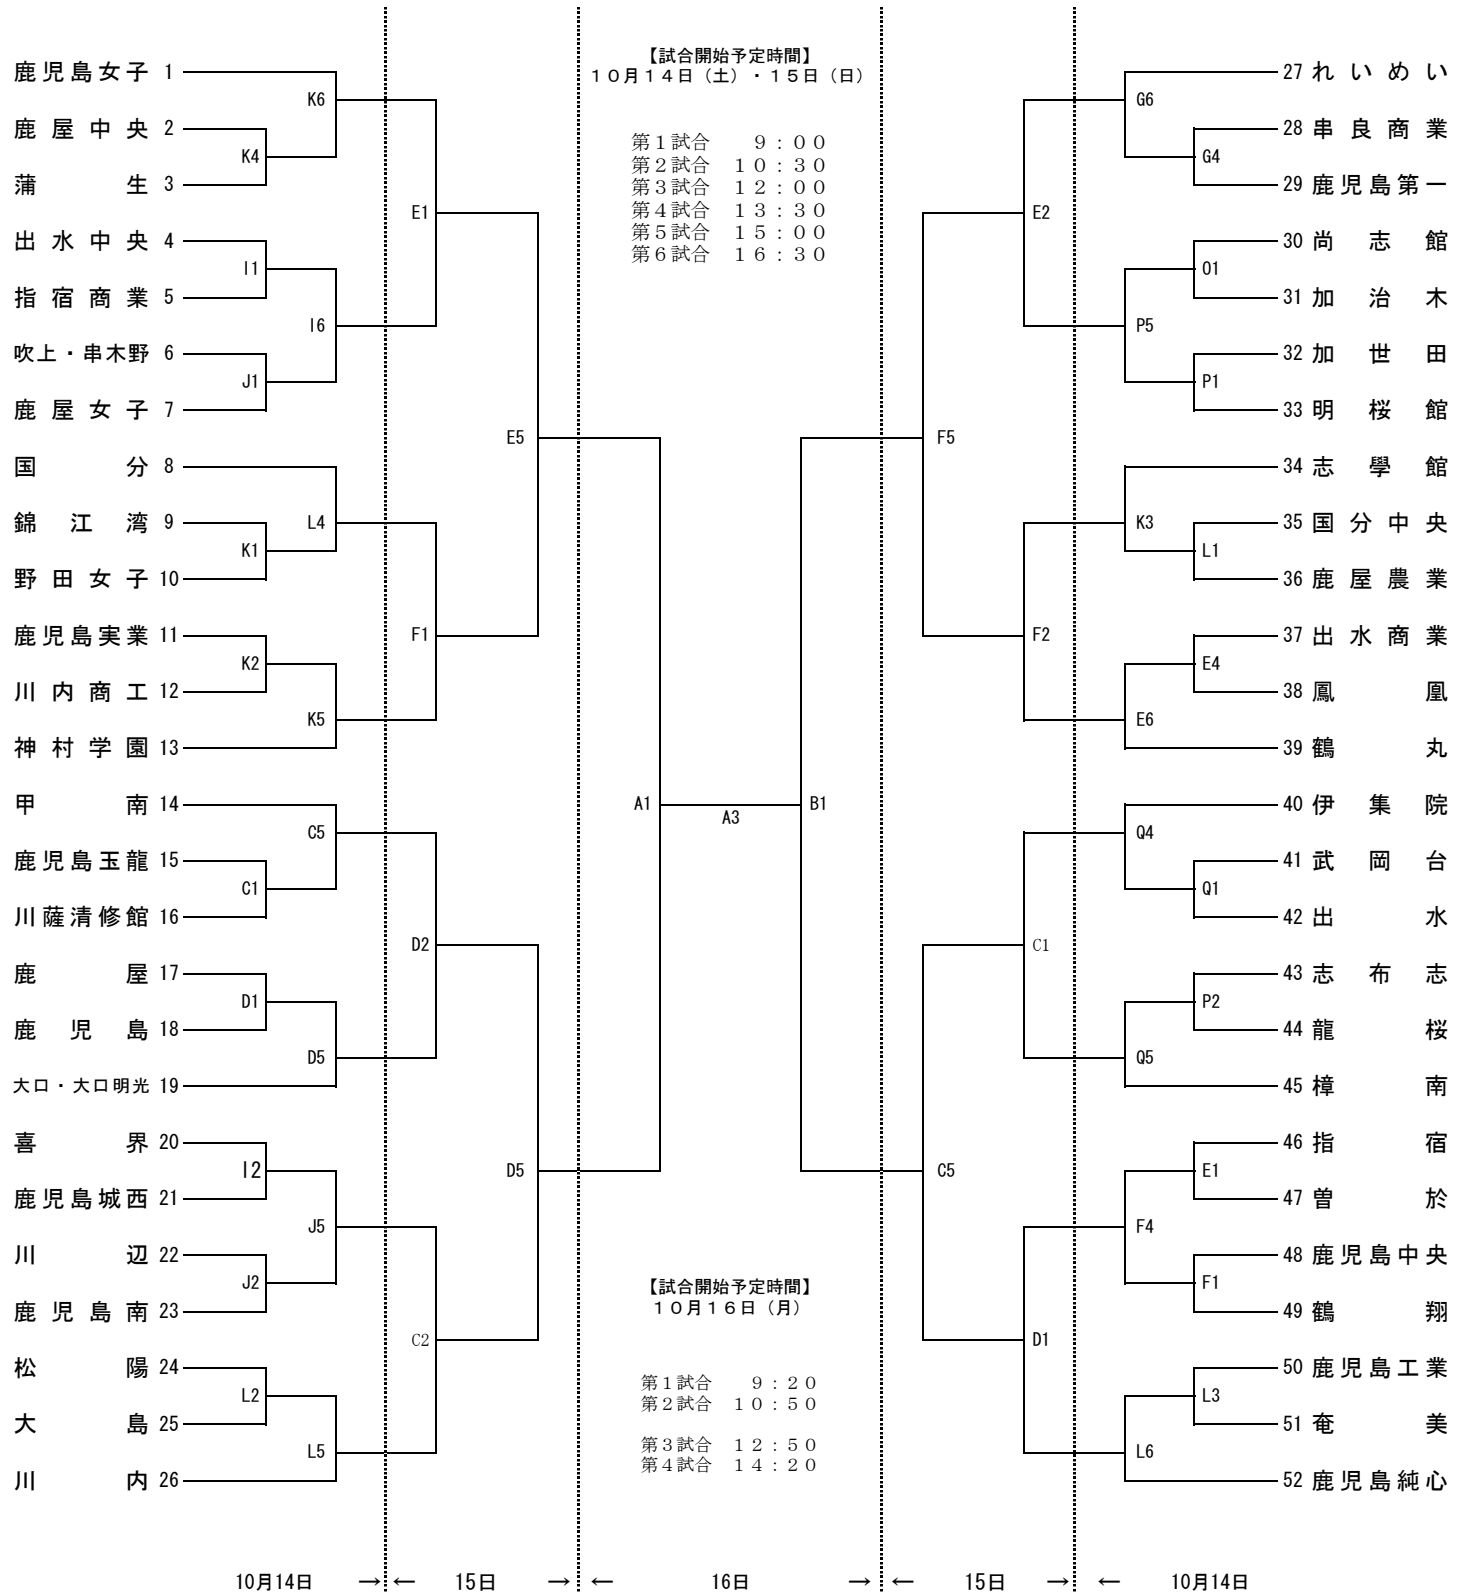 【試合開始予定時間】
10月14日（土）・15日（日）
第1試合　9：00
第2試合　10：30
第3試合　12：00
第4試合　13：30
第5試合　15：00
第6試合　16：30
鹿児島女子 1
K6
鹿屋中央 2
K4
蒲生 3
E1
出水中央 4
I1
指宿商業 5
I6
吹上・串木野 6
J1
鹿屋女子 7
E5
国分 8
錦江湾 9
L4
K1
野田女子 10
鹿児島実業 11
F1
K2
川内商工 12
K5
神村学園 13
甲南 14
A1
C5
鹿児島玉龍 15
C1
川薩清修館 16
D2
鹿屋 17
D1
鹿児島 18
D5
大口・大口明光 19
喜界 20
I2
D5
鹿児島城西 21
J5
川辺 22
J2
鹿児島南 23
C2
松陽 24
L2
大島 25
L5
川内 26
A3
B1
27 れいめい
G6
28 串良商業
G4
29 鹿児島第一
E2
30 尚志館
O1
31 加治木
P5
32 加世田
P1
33 明桜館
F5
34 志學館
K3
35 国分中央
L1
36 鹿屋農業
F2
37 出水商業
E4
38 鳳凰
E6
39 鶴丸
40 伊集院
Q4
41 武岡台
Q1
42 出水
C1
43 志布志
P2
44 龍桜
Q5
45 樟南
46 指宿
C5
E1
47 曽於
F4
48 鹿児島中央
F1
49 鶴翔
D1
50 鹿児島工業
L3
51 奄美
L6
52 鹿児島純心
【試合開始予定時間】
10月16日（月）
第1試合　9：20
第2試合　10：50
第3試合　12：50
第4試合　14：20
10月14日 → ← 15日 → ← 16日 → ← 15日 → ← 10月14日